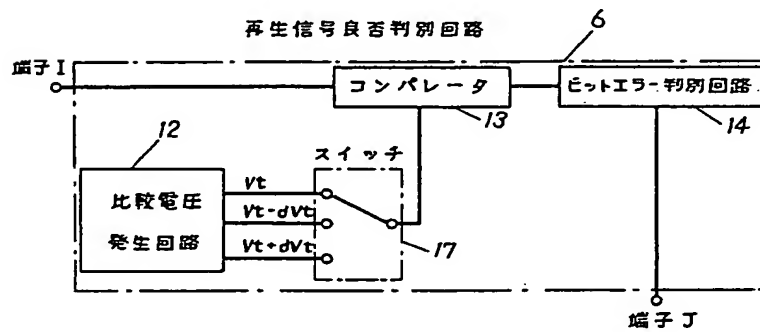 再生信号良否判別回路
6
端子I
コンパレータ
ビットエラー判別回路
13
14
12
スイッチ
比較電圧
発生回路
Vt
Vt-dVt
Vt+dVt
17
端子J